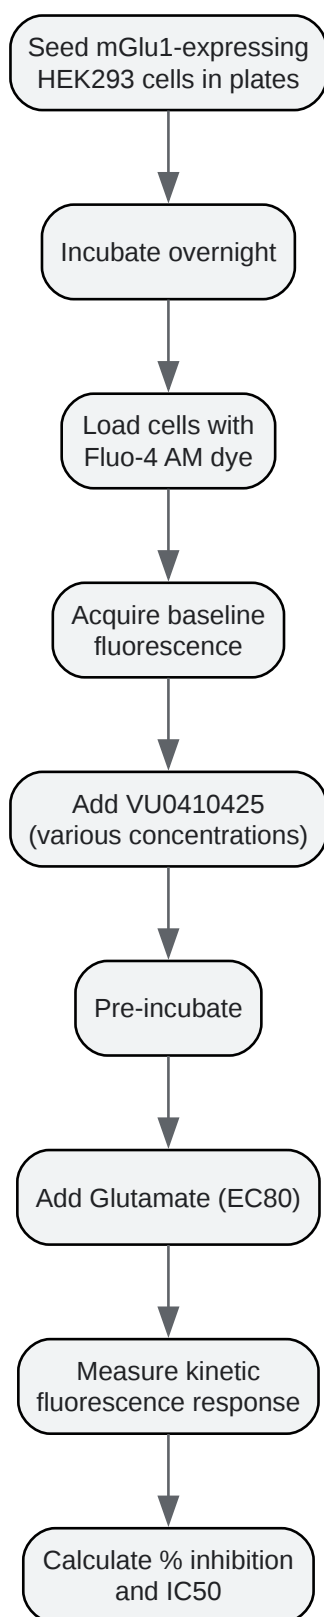 Seed mGlu1-expressing
HEK293 cells in plates
Incubate overnight
Load cells with
Fluo-4 AM dye
Acquire baseline
fluorescence
Add VU0410425
(various concentrations)
Pre-incubate
Add Glutamate (EC80)
Measure kinetic
fluorescence response
Calculate % inhibition
and IC50